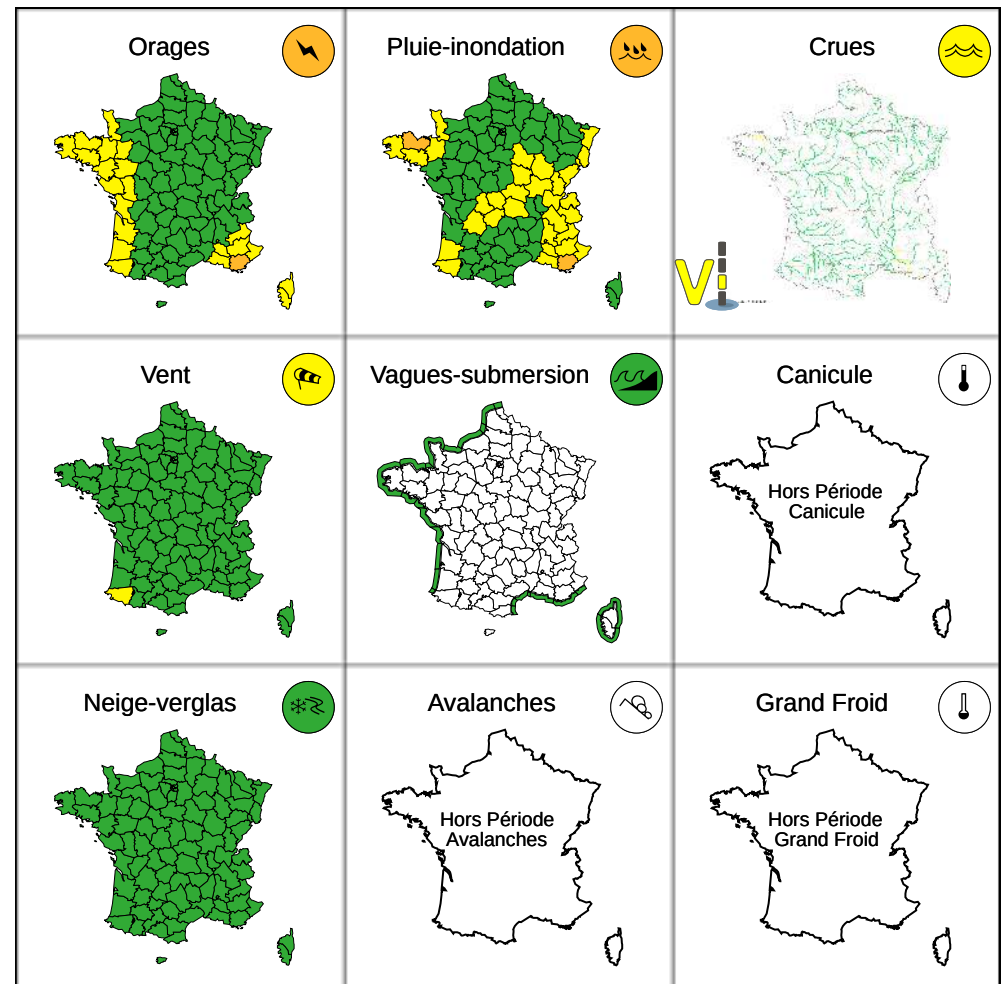 Orages
Pluie-inondation
Crues
Vent
Vagues-submersion
Canicule
Hors Période
Canicule
Neige-verglas
Avalanches
Grand Froid
Hors Période
Avalanches
Hors Période
Grand Froid